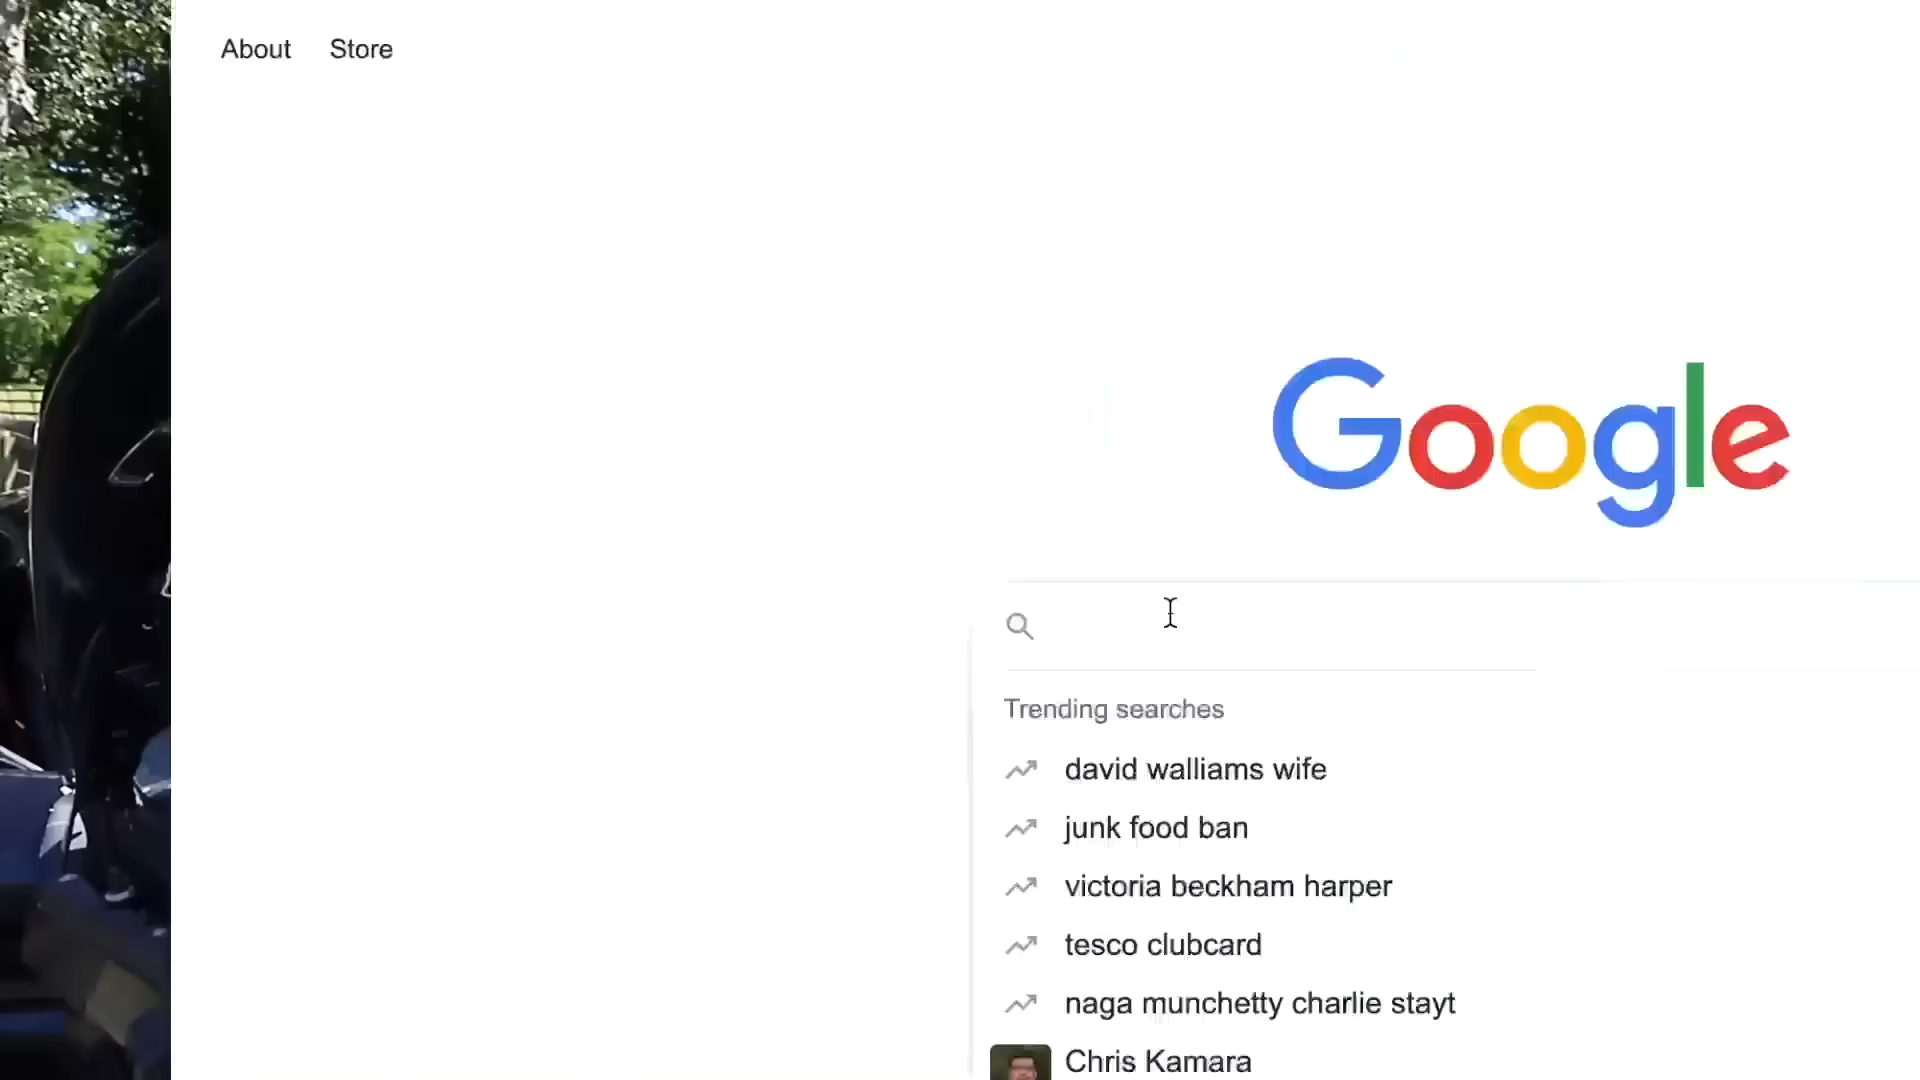 About Store
Google
Trending searches
david walliams wife
junk food ban
victoria beckham harper
tesco clubcard
naga munchetty charlie stayt
Chris Kamara